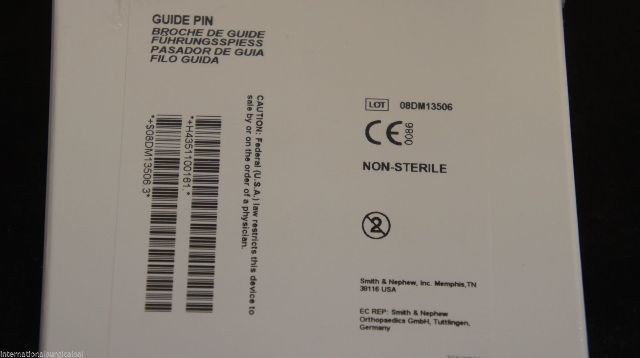 GUIDE PIN
BROCHE DE GUIDE
FUHRUNGSSPIESS
PASADOR DE GUIA
FILO GUIDA
CAUTION: Federal (U.S.A.) law restricts this device to
sale by or on the order of a physician.
*+H4351100161.*
*+$08DM13506.3*
LOT 08DM13506
CE 0086
NON-STERILE
2
Smith & Nephew, Inc. Memphis,TN
38116 USA
EC REP: Smith & Nephew
Orthopaedics GmbH, Tuttlingen,
Germany